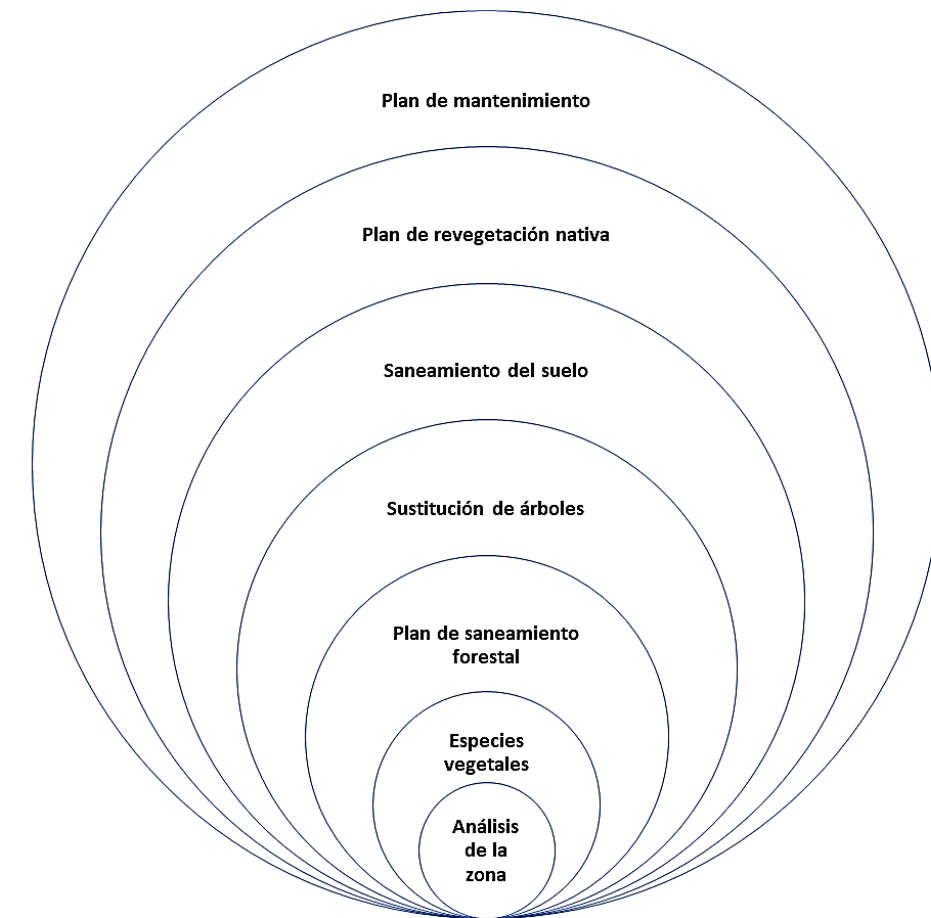 Plan de mantenimiento
Plan de revegetación nativa
Saneamiento del suelo
Sustitución de árboles
Plan de saneamiento
forestal
Especies
vegetales
Análisis
de la
zona